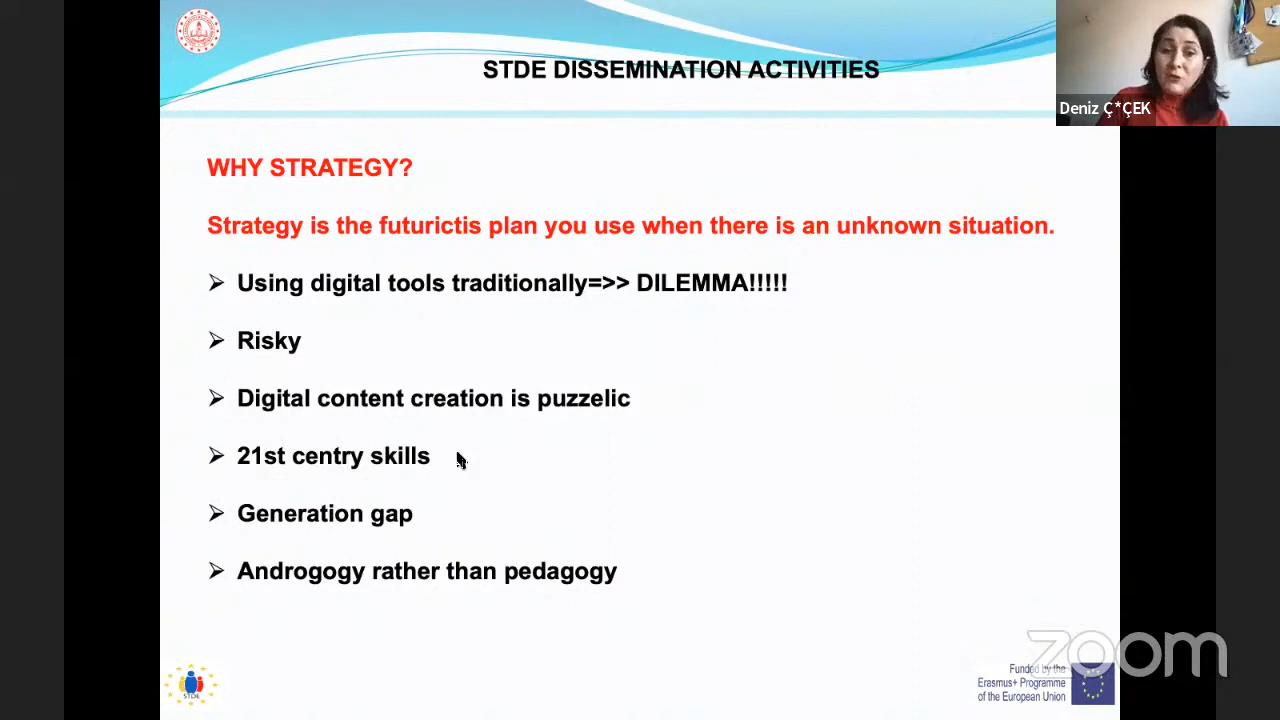 STDE DISSEMINATION ACTIVITIES
Deniz Ç*ÇEK
WHY STRATEGY?
Strategy is the futurictis plan you use when there is an unknown situation.
Using digital tools traditionally=>> DILEMMA!!!!!
Risky
Digital content creation is puzzelic
21st centry skills
Generation gap
Androgogy rather than pedagogy
STDE
Funded by the
Erasmus+ Programme
of the European Union
zoom